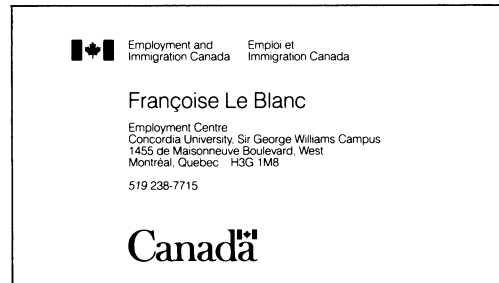 Employment and Emploi et
Immigration Canada Immigration Canada
Françoise Le Blanc
Employment Centre
Concordia University, Sir George Williams Campus
1455 de Maisonneuve Boulevard, West
Montréal, Quebec H3G 1M8
519 238-7715
Canada